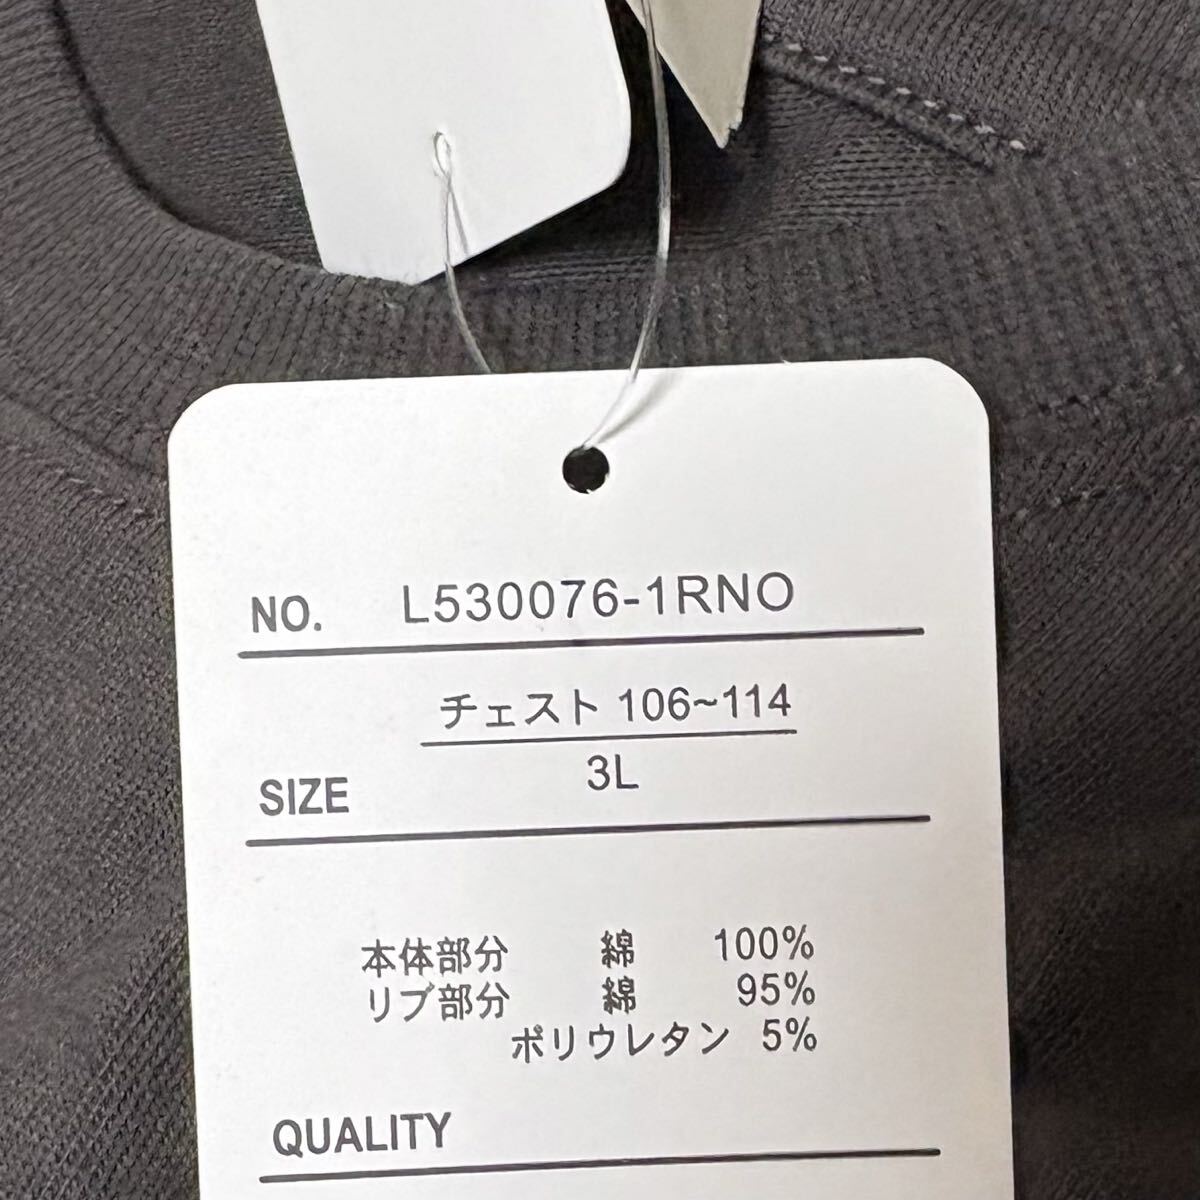 NO. L530076-1RNO
チェスト 106~114
3L
SIZE
本体部分 綿 100%
リブ部分 綿 95%
ポリウレタン 5%
QUALITY